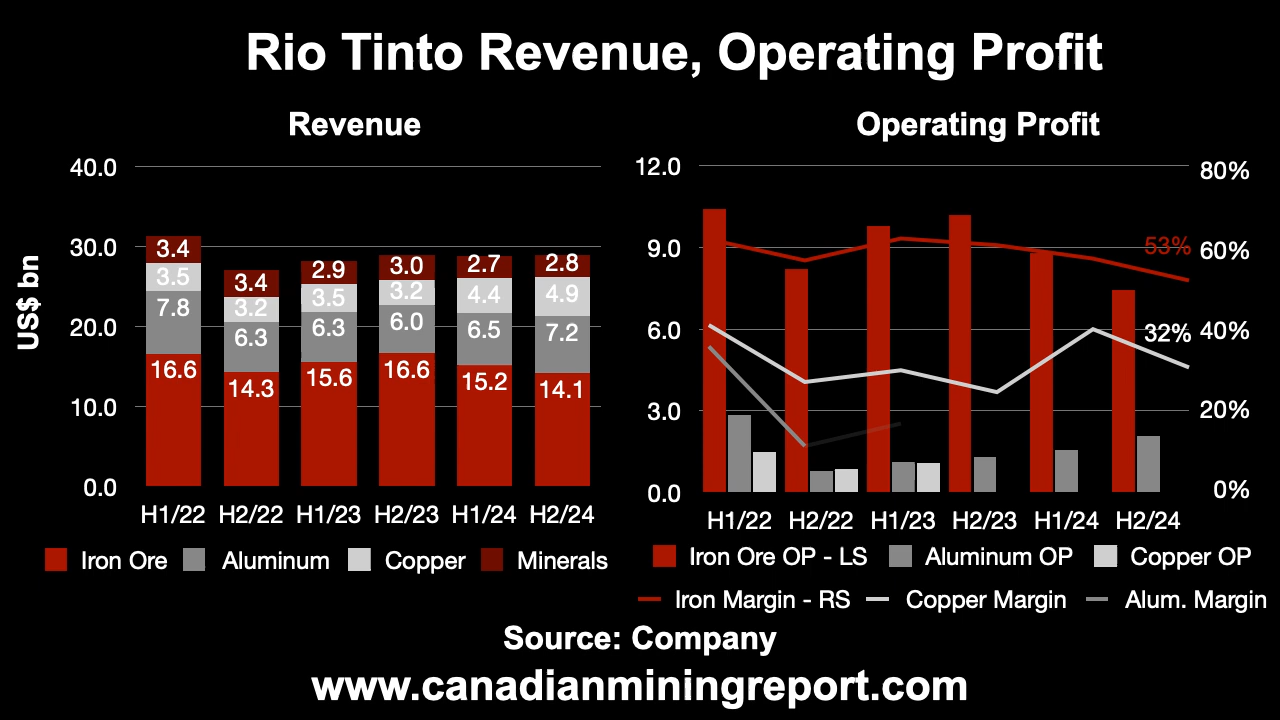 Rio Tinto Revenue, Operating Profit
Revenue
US$ bn
40.0
30.0
20.0
10.0
0.0
3.4 3.4 2.9 3.0 2.7 2.8
3.5 3.2 3.5 3.2 4.4 4.9
7.8 6.3 6.3 6.0 6.5 7.2
16.6 14.3 15.6 16.6 15.2 14.1
H1/22 H2/22 H1/23 H2/23 H1/24 H2/24
Iron Ore Aluminum Copper Minerals
Operating Profit
12.0 80%
9.0 53% 60%
6.0 32% 40%
3.0 20%
0.0 0%
H1/22 H2/22 H1/23 H2/23 H1/24 H2/24
Iron Ore OP - LS Aluminum OP Copper OP
Iron Margin - RS Copper Margin Alum. Margin
Source: Company
www.canadianminingreport.com